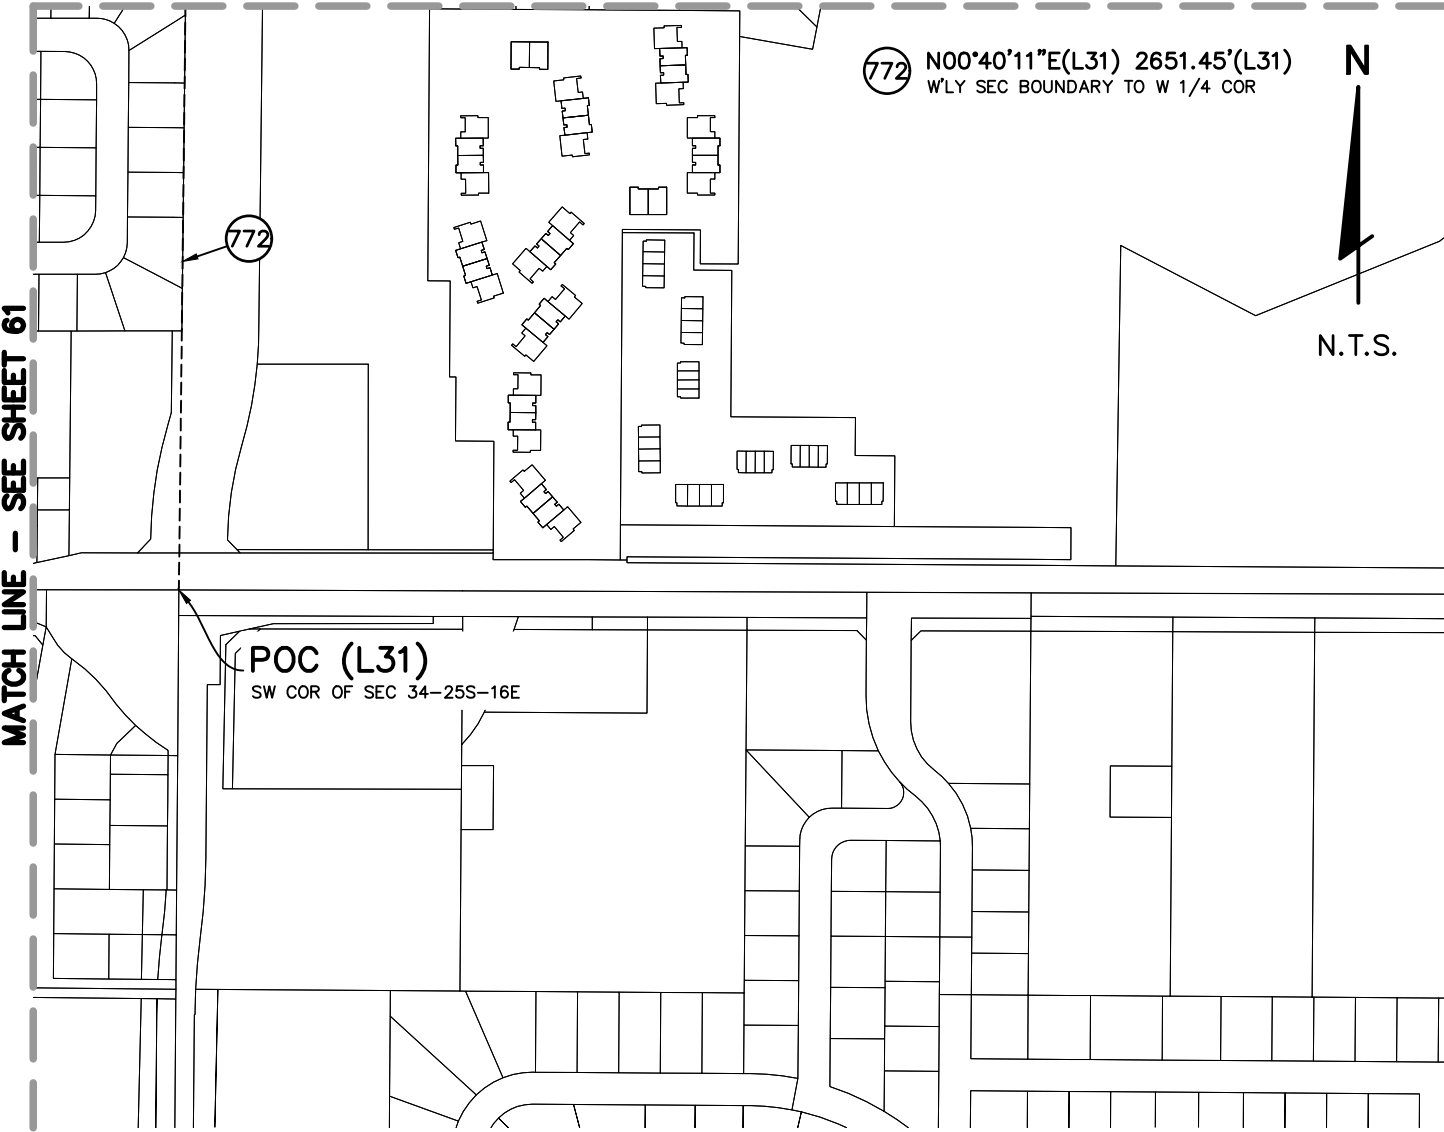 772 N00°40'11"E(L31) 2651.45'(L31)
W'LY SEC BOUNDARY TO W 1/4 COR
N
N.T.S.
772
MATCH LINE - SEE SHEET 61
POC (L31)
SW COR OF SEC 34-25S-16E